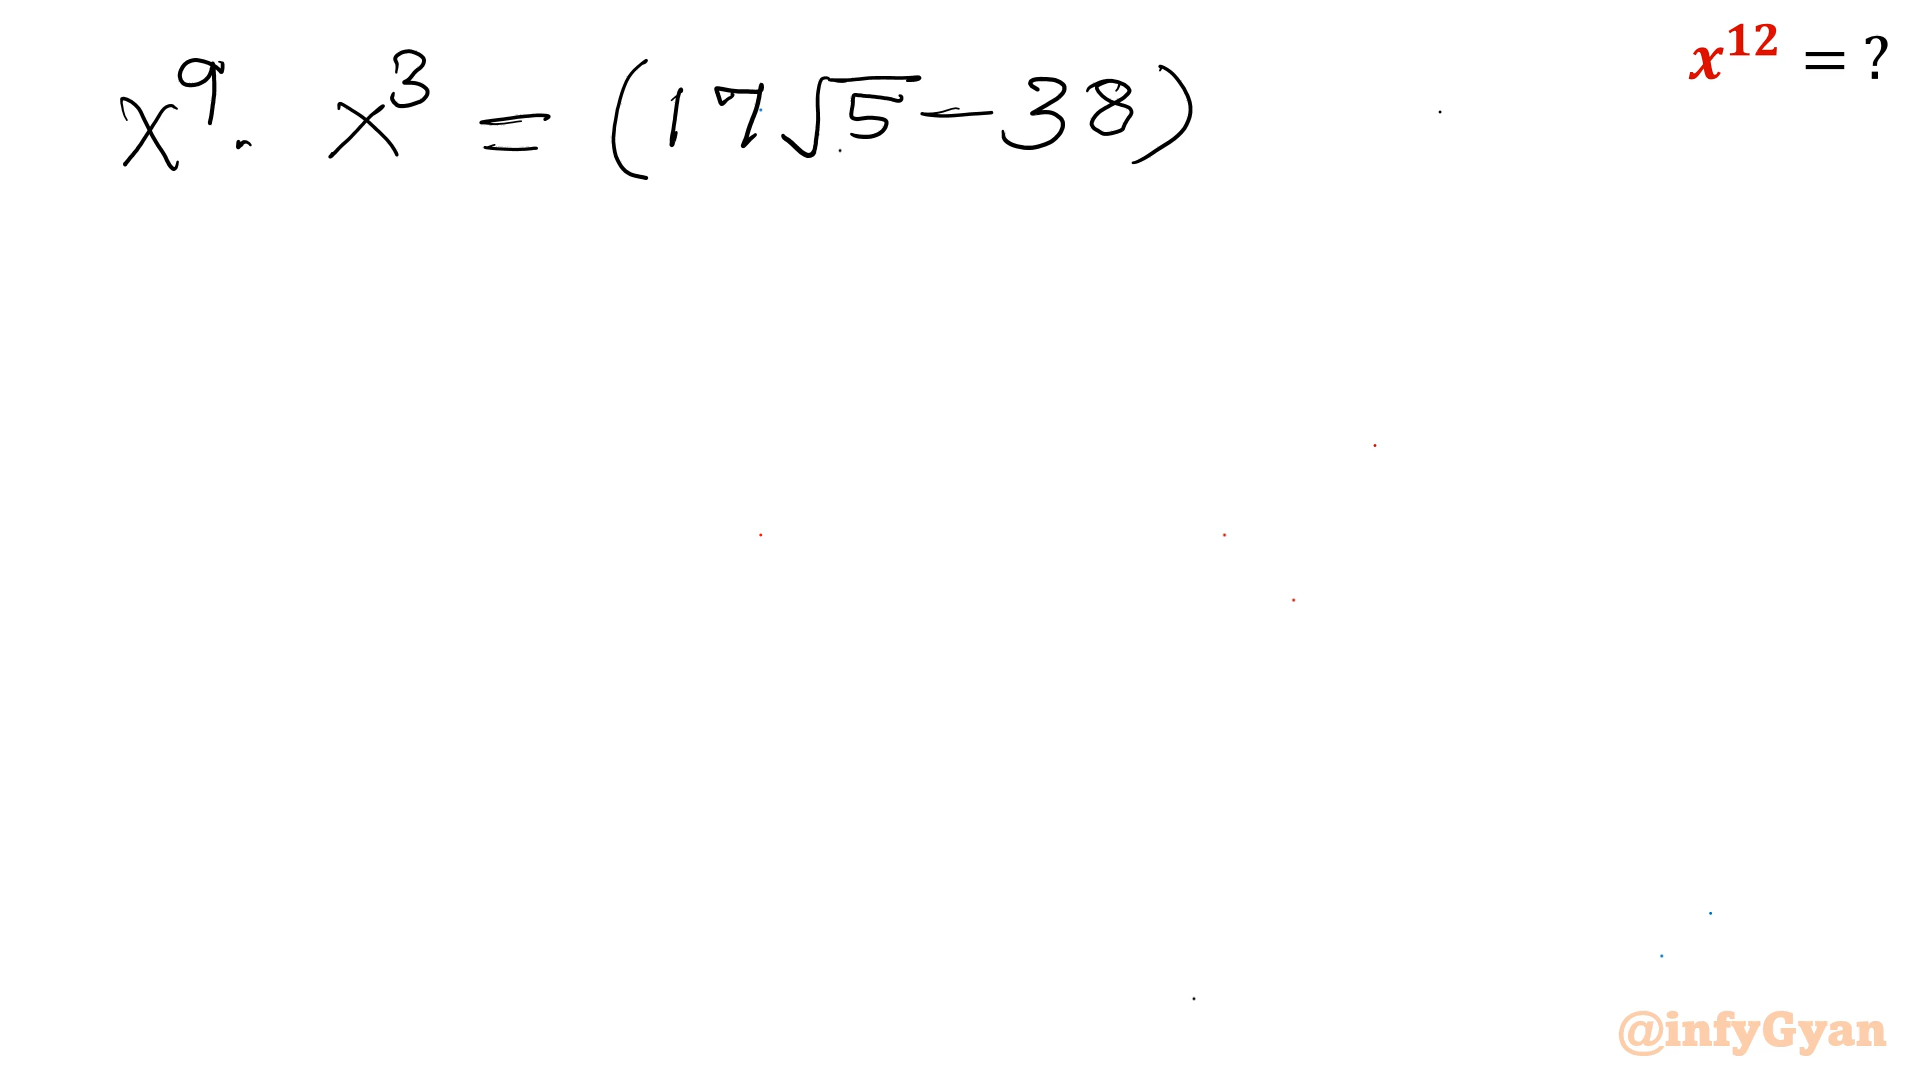 x⁹. x³ = (17√5 − 38)
x¹² = ?
@infyGyan